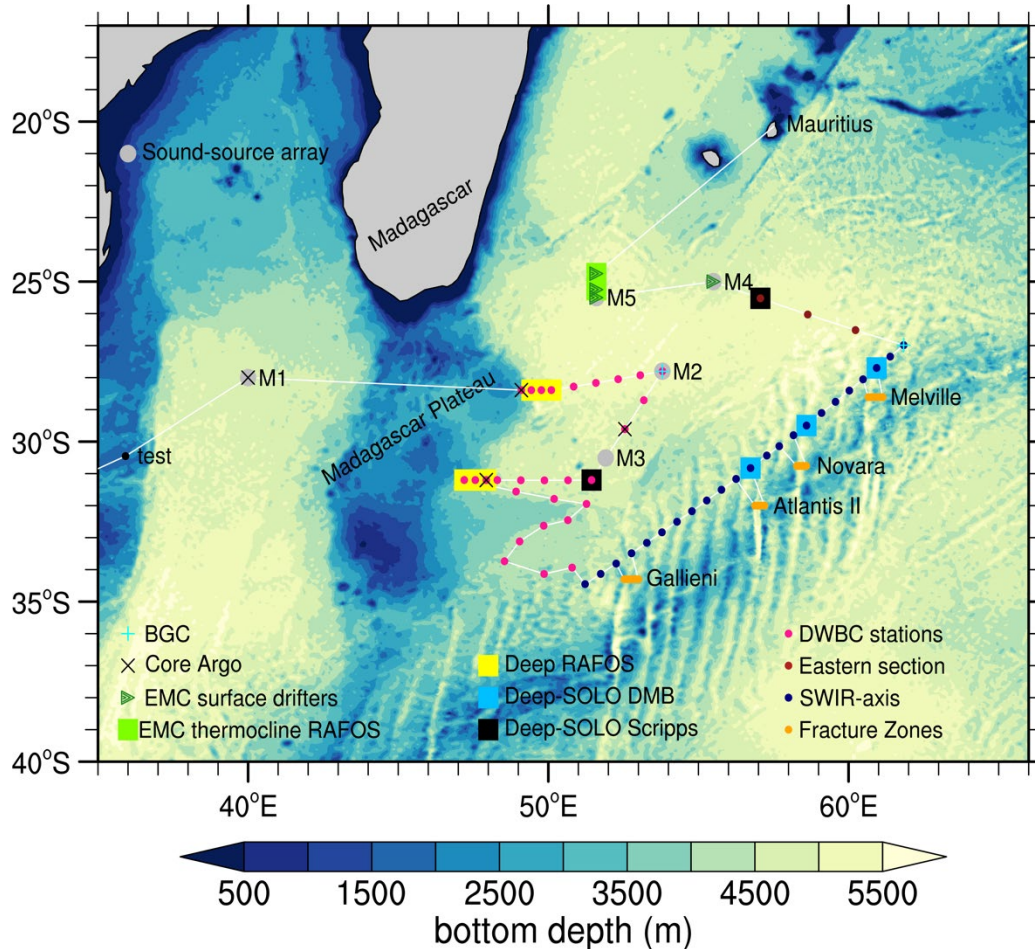 20°S
25°S
30°S
35°S
40°S
Mauritius
Sound-source array
Madagascar
M4
M5
M1
M2
Melville
Madagascar Plateau
test
M3
Novara
Atlantis II
Gallieni
BGC
Core Argo
EMC surface drifters
EMC thermocline RAFOS
Deep RAFOS
Deep-SOLO DMB
Deep-SOLO Scripps
DWBC stations
Eastern section
SWIR-axis
Fracture Zones
40°E 50°E 60°E
500 1500 2500 3500 4500 5500
bottom depth (m)